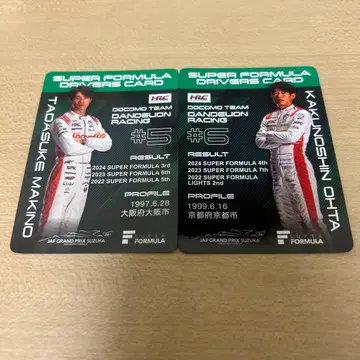 SUPER FORMULA
DRIVERS CARD
TADASUKE MAKINO
HRC
DOCOMO TEAM
DANDELION
RACING
#5
RESULT
2024 SUPER FORMULA 3rd
2023 SUPER FORMULA 6th
2022 SUPER FORMULA 5th
PROFILE
1997.6.28
大阪府大阪市
JAF GRAND PRIX SUZUKA
SUPER
FORMULA
SUPER FORMULA
DRIVERS CARD
KAKUNOSHIN OHTA
HRC
DOCOMO TEAM
DANDELION
RACING
#6
RESULT
2024 SUPER FORMULA 4th
2023 SUPER FORMULA 7th
2022 SUPER FORMULA
LIGHTS 2nd
PROFILE
1999.6.16
京都府京都市
JAF GRAND PRIX SUZUKA
SUPER
FORMULA